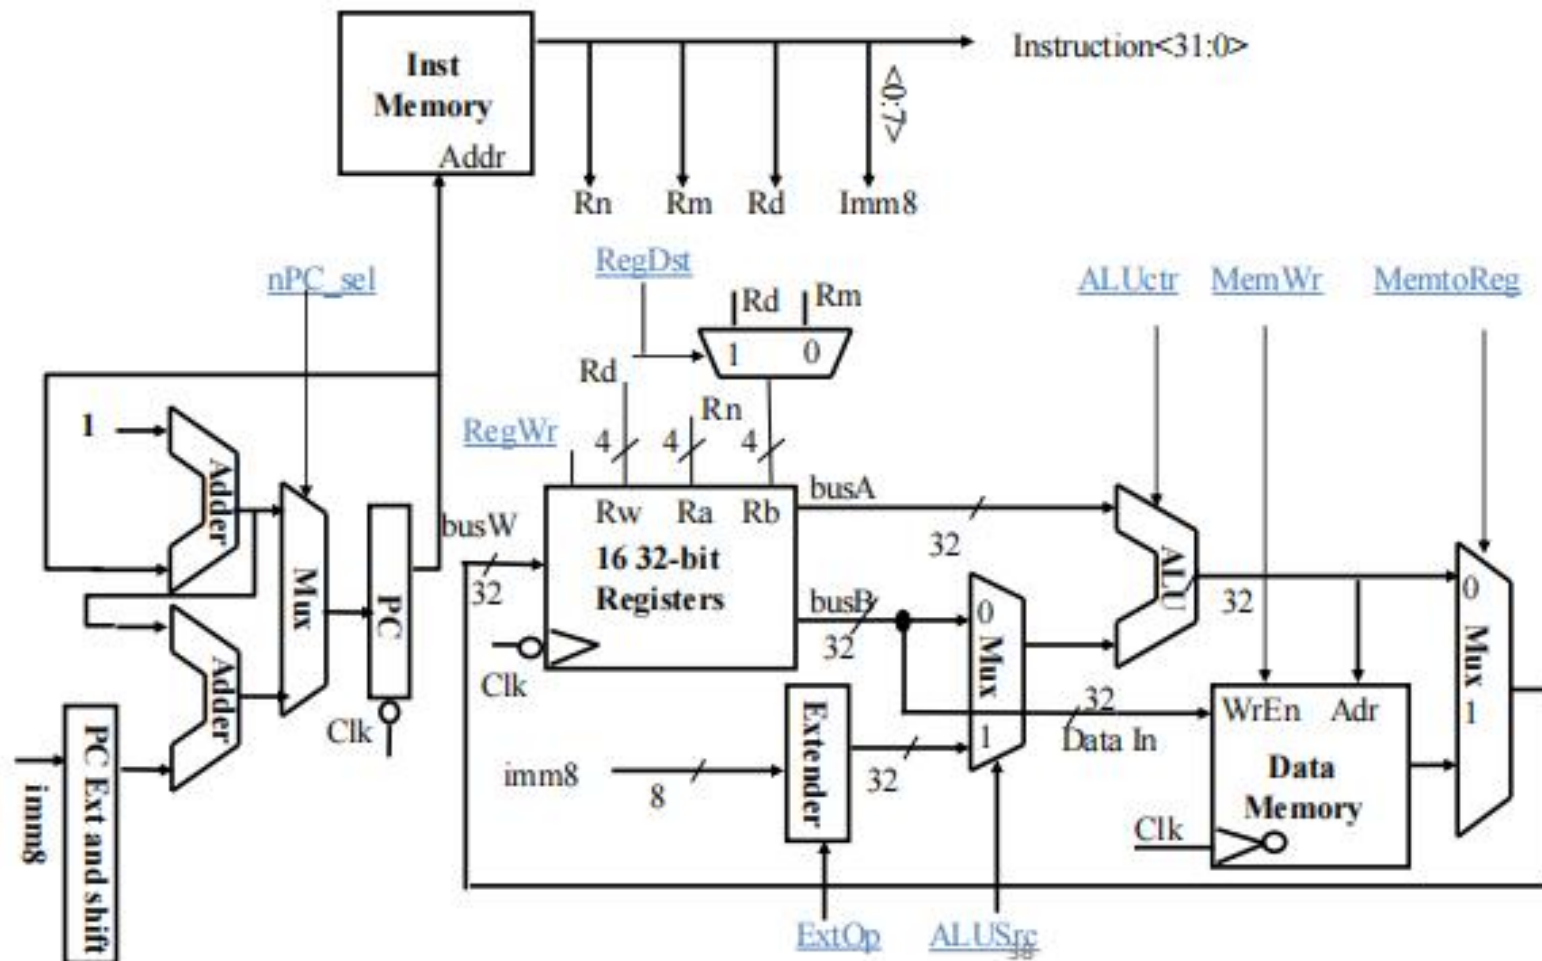 Inst
Memory
Addr
Instruction<31:0>
<0:7>
Rn
Rm
Rd
Imm8
nPC_sel
RegDst
Rd
Rm
1
0
ALUctr
MemWr
MemtoReg
Rd
Rn
RegWr
4
4
4
1
Adder
Mux
PC
Adder
Clk
PC Ext and shift
imm8
busW
32
Rw
Ra
Rb
16 32-bit
Registers
Clk
busA
32
busB
32
0
Mux
1
ALU
32
0
Mux
1
32
Data In
WrEn
Adr
Data
Memory
Clk
imm8
8
Extender
32
ExtOp
ALUSrc
38